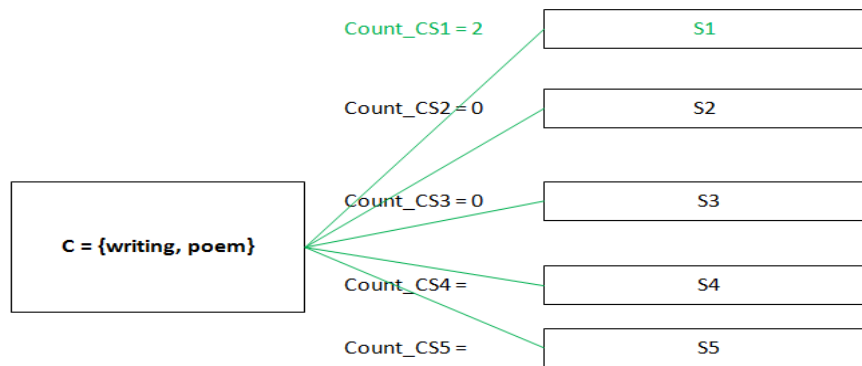 Count_CS1 = 2 S1
Count_CS2 = 0 S2
Count_CS3 = 0 S3
C = {writing, poem}
Count_CS4 = S4
Count_CS5 = S5